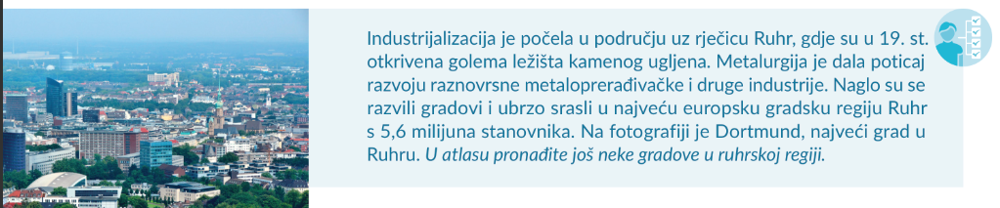 Industrijalizacija je počela u području uz rječicu Ruhr, gdje su u 19. st.
otkrivena golema ležišta kamenog ugljena. Metalurgija je dala poticaj
razvoju raznovrsne metaloprerađivačke i druge industrije. Naglo su se
razvili gradovi i ubrzo srasli u najveću europsku gradsku regiju Ruhr
s 5,6 milijuna stanovnika. Na fotografiji je Dortmund, najveći grad u
Ruhru. U atlasu pronađite još neke gradove u ruhrskoj regiji.